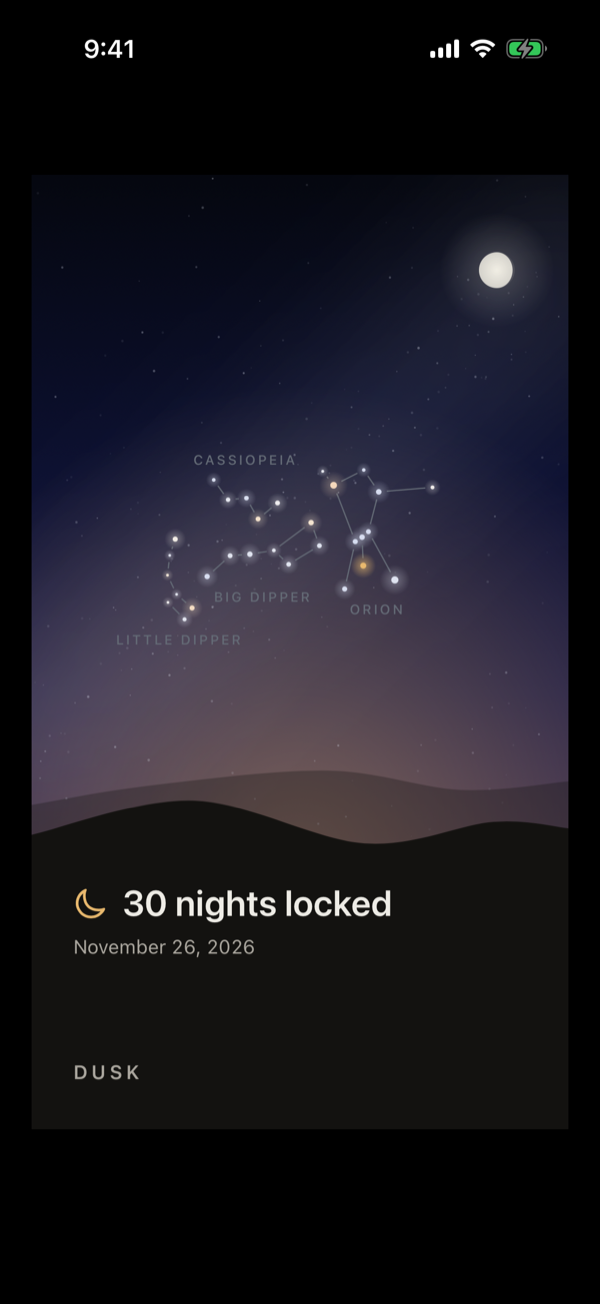 9:41
CASSIOPEIA
BIG DIPPER
ORION
LITTLE DIPPER
30 nights locked
November 26, 2026
DUSK